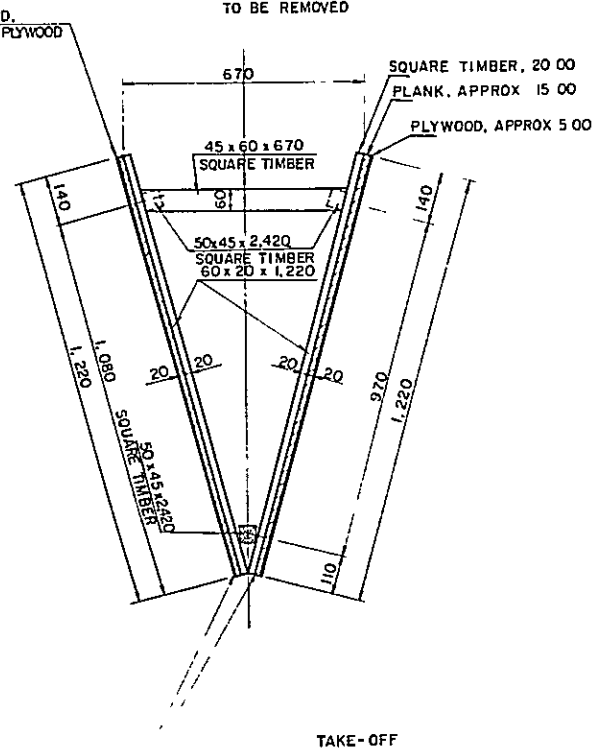 TO BE REMOVED
D.
PLYWOOD
670
SQUARE TIMBER, 20 00
PLANK, APPROX 15 00
PLYWOOD, APPROX 5 00
45 x 60 x 670
SQUARE TIMBER
140
60
140
50x45 x 2,420
SQUARE TIMBER
60 x 20 x 1,220
1,220
1,080
20 20
20 20
970
1,220
50 x 45 x 2420
SQUARE TIMBER
110
TAKE-OFF